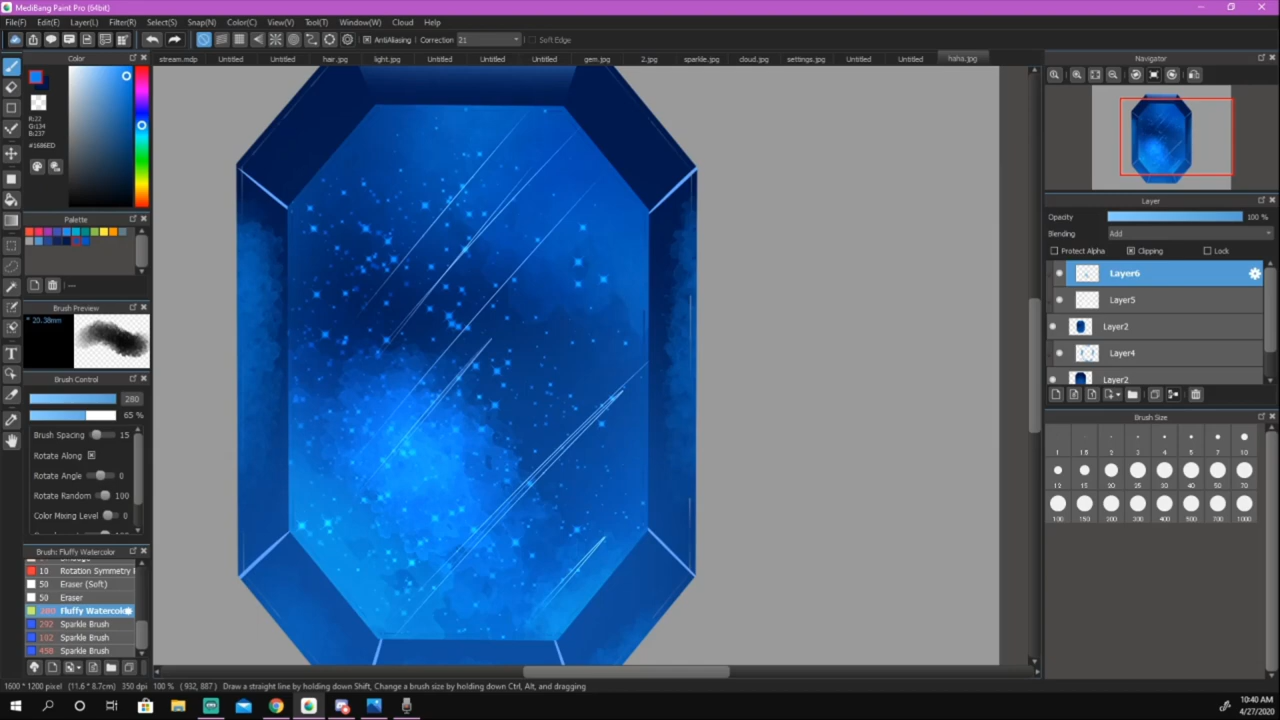 MediBang Paint Pro (64bit)
File(F) Edit(E) Layer(L) Filter(R) Select(S) Snap(N) Color(C) View(V) Tool(T) Window(W) Cloud Help
AntiAliasing Correction 21 Soft Edge
Color
stream.mdp Untitled Untitled hair.jpg light.jpg Untitled Untitled Untitled gem.jpg 2.jpg sparkle.jpg cloud.jpg settings.jpg Untitled Untitled haha.jpg
Navigator
R:22
G:134
B:237
#1686ED
Palette
---
Brush Preview
* 20.38mm
Brush Control
280
65 %
Brush Spacing 15
Rotate Along
Rotate Angle 0
Rotate Random 100
Color Mixing Level 0
Brush: Fluffy Watercolor
10 Rotation Symmetry
50 Eraser (Soft)
50 Eraser
280 Fluffy Watercolo
292 Sparkle Brush
102 Sparkle Brush
458 Sparkle Brush
Layer
Opacity 100 %
Blending Add
Protect Alpha Clipping Lock
Layer6
Layer5
Layer2
Layer4
Layer2
Brush Size
1 1.5 2 3 4 5 7 10
12 15 20 25 30 40 50 70
100 150 200 300 400 500 700 1000
1600 * 1200 pixel (11.6 * 8.7cm) 350 dpi 100 % ( 932, 887 ) Draw a straight line by holding down Shift, Change a brush size by holding down Ctrl, Alt, and dragging
10:40 AM
4/27/2020